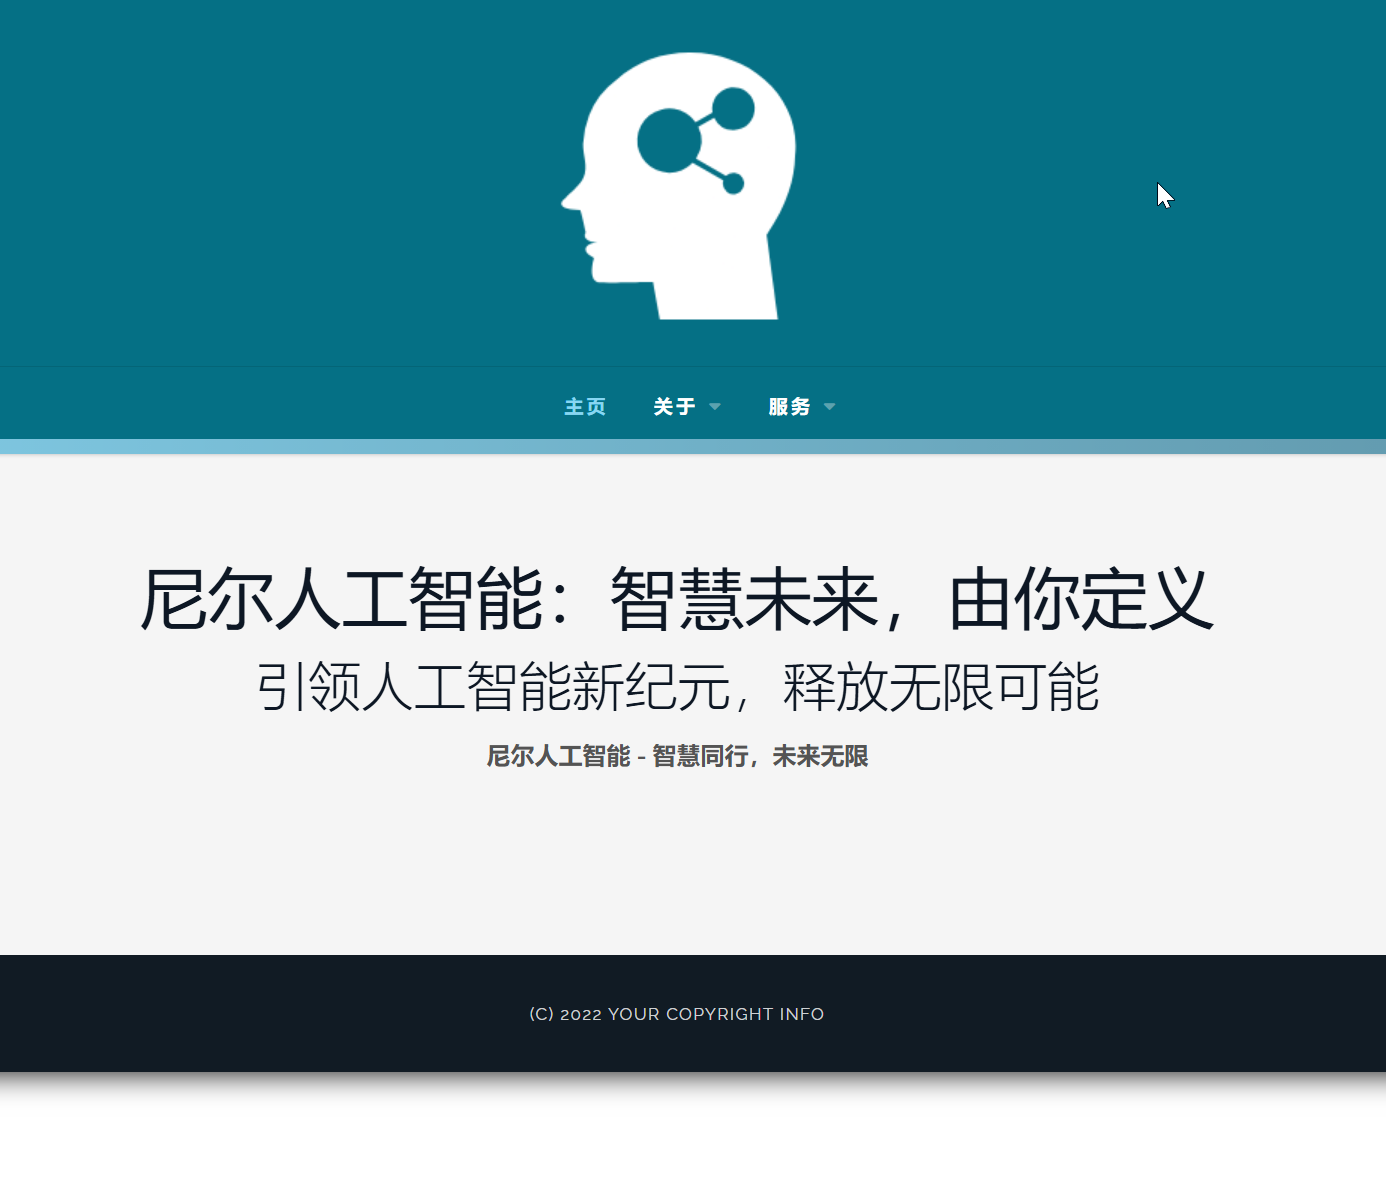 主页
关于
服务
尼尔人工智能：智慧未来，由你定义
引领人工智能新纪元，释放无限可能
尼尔人工智能 - 智慧同行，未来无限
(C) 2022 YOUR COPYRIGHT INFO